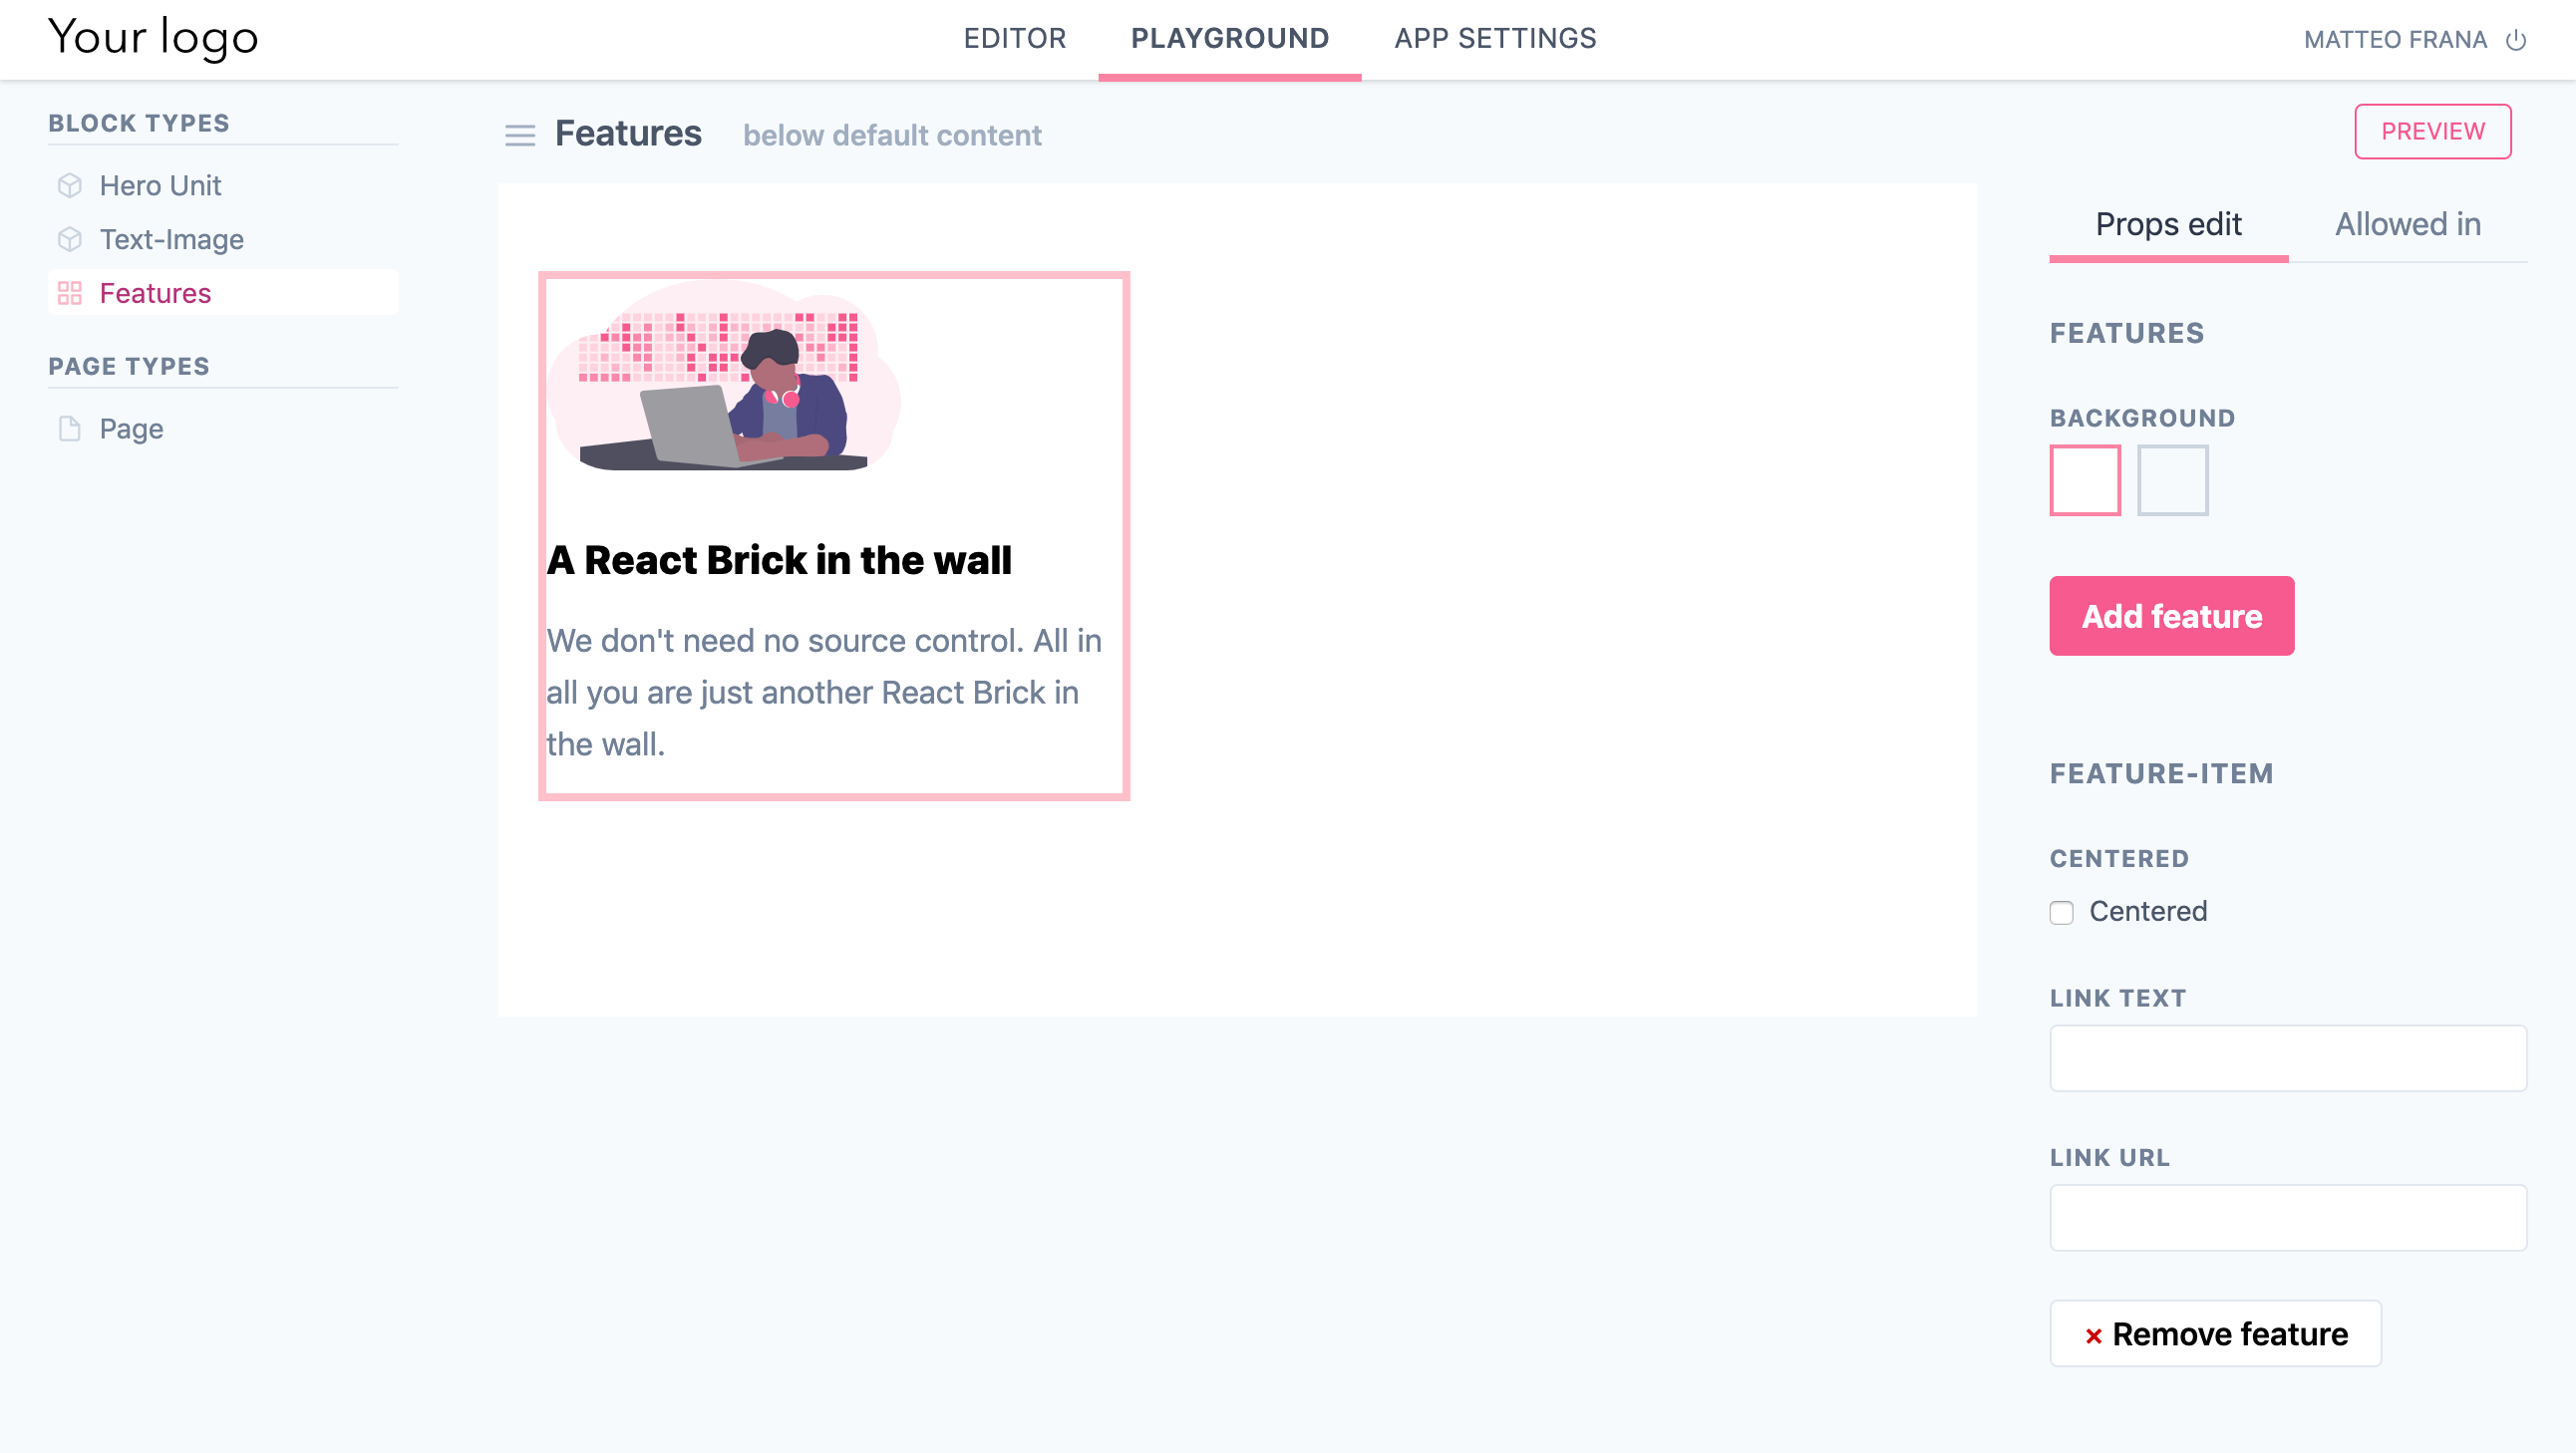 Your logo
EDITOR
PLAYGROUND
APP SETTINGS
MATTEO FRANA
BLOCK TYPES
Hero Unit
Text-Image
Features
PAGE TYPES
Page
Features
below default content
PREVIEW
A React Brick in the wall
We don't need no source control. All in
all you are just another React Brick in
the wall.
Props edit
Allowed in
FEATURES
BACKGROUND
Add feature
FEATURE-ITEM
CENTERED
Centered
LINK TEXT
LINK URL
× Remove feature